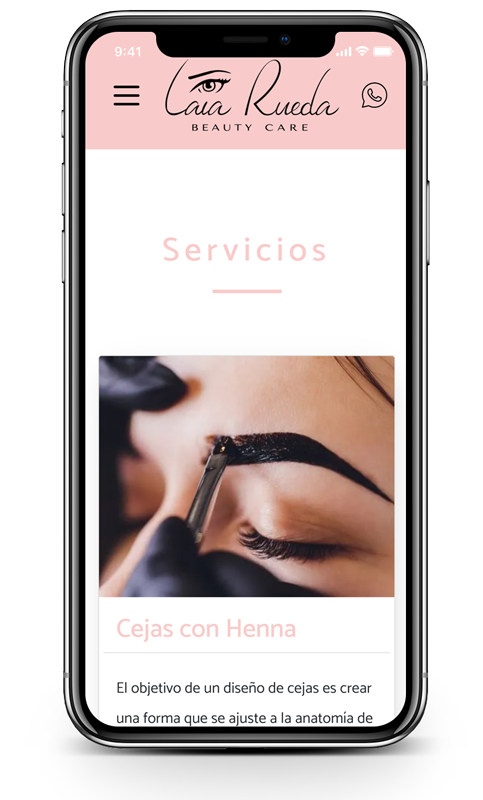 9:41
Laia Rueda
BEAUTY CARE
Servicios
Cejas con Henna
El objetivo de un diseño de cejas es crear
una forma que se ajuste a la anatomía de